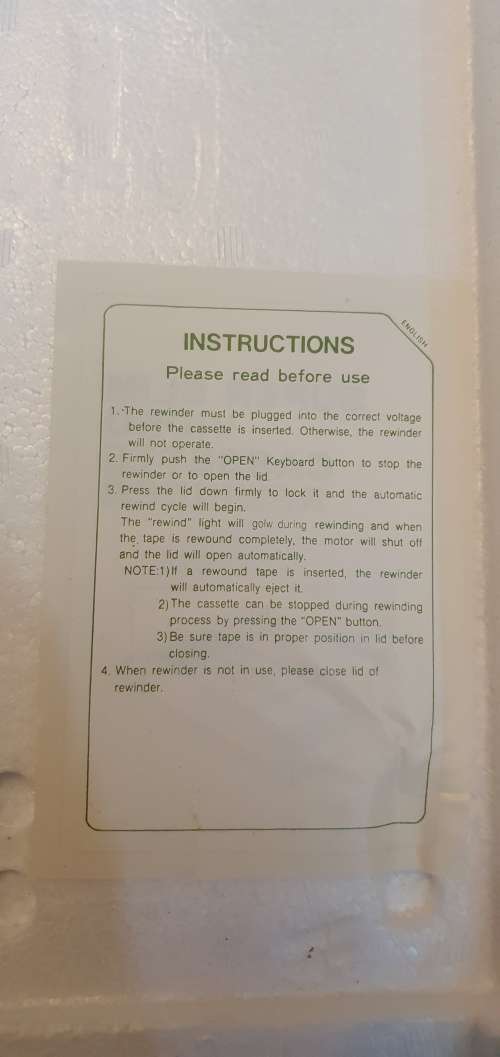 ENGLISH
INSTRUCTIONS
Please read before use
1. The rewinder must be plugged into the correct voltage
before the cassette is inserted. Otherwise, the rewinder
will not operate.
2. Firmly push the "OPEN" Keyboard button to stop the
rewinder or to open the lid
3. Press the lid down firmly to lock it and the automatic
rewind cycle will begin.
The "rewind" light will golw during rewinding and when
the tape is rewound completely, the motor will shut off
and the lid will open automatically.
NOTE:1)If a rewound tape is inserted, the rewinder
will automatically eject it.
2) The cassette can be stopped during rewinding
process by pressing the "OPEN" button.
3) Be sure tape is in proper position in lid before
closing.
4. When rewinder is not in use, please close lid of
rewinder.